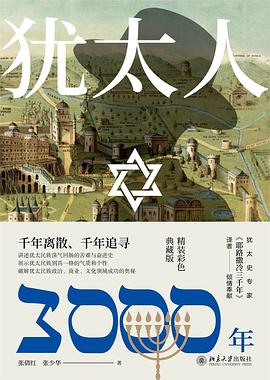 犹太人
千年离散、千年追寻
讲述犹太民族荡气回肠的苦难与奋进史
展示犹太民族别具一格的气质和个性
破解犹太民族政治、商业、文化领域成功的奥秘
精装彩色
典藏版
犹太史专家
《耶路撒冷三千年》
译者 倾情奉献
3000年
张倩红 张少华 著
北京大学出版社